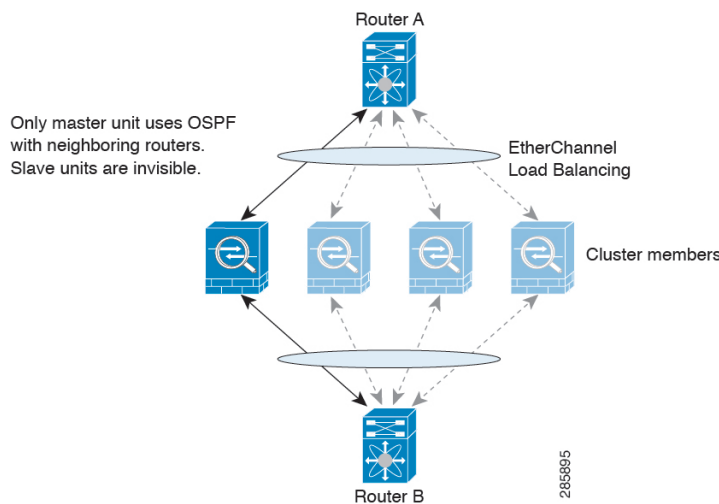 Router A
Only master unit uses OSPF
with neighboring routers.
Slave units are invisible.
EtherChannel
Load Balancing
Cluster members
Router B
285895